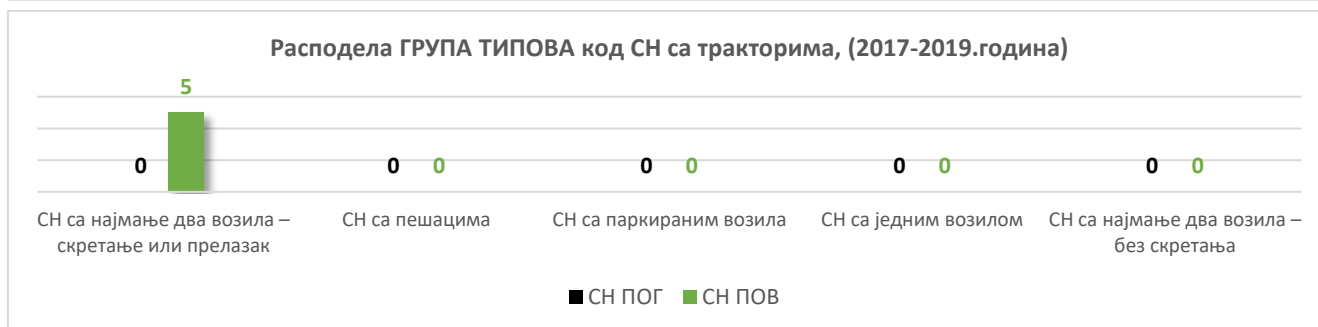 Расподела ГРУПА ТИПОВА код СН са тракторима, (2017-2019.година)
5
0
0 0
0 0
0 0
0 0
СН са најмање два возила –
скретање или прелазак
СН са пешацима
СН са паркираним возила
СН са једним возилом
СН са најмање два возила –
без скретања
СН ПОГ СН ПОВ